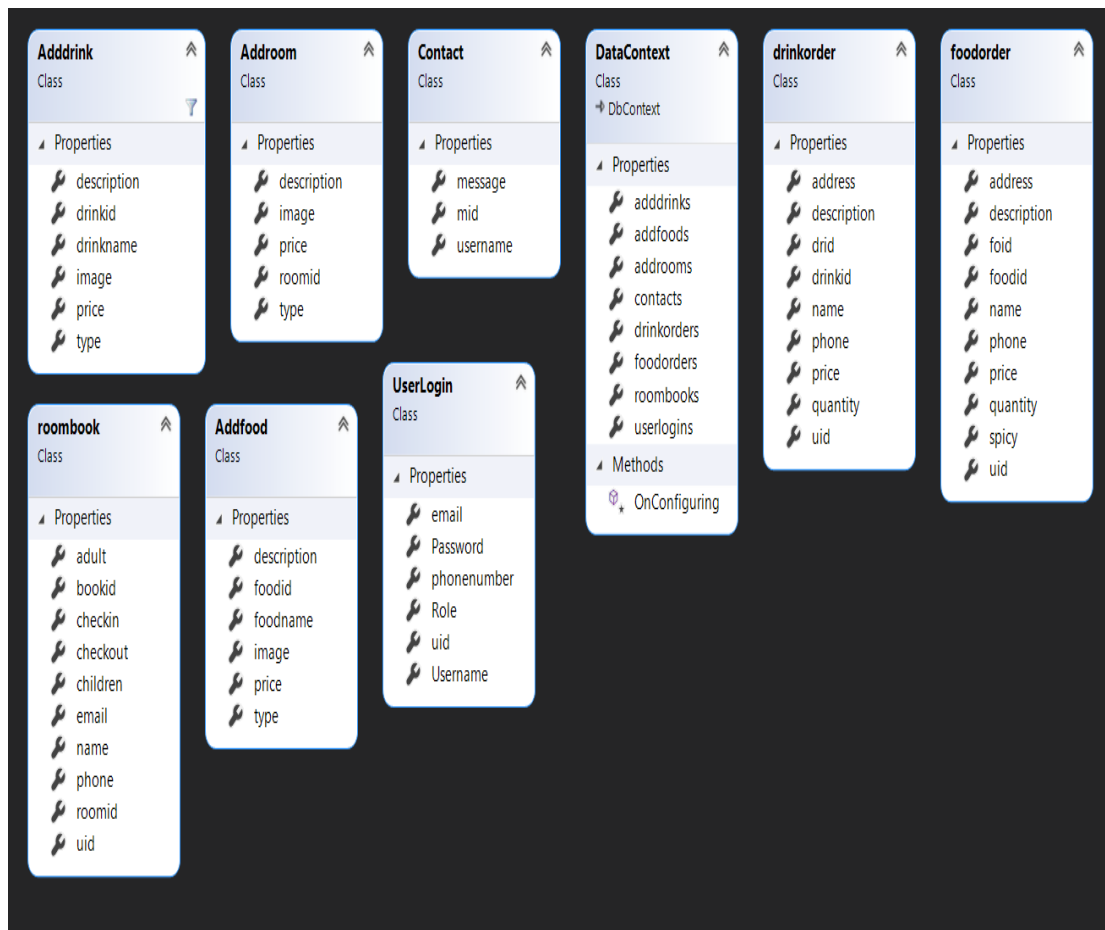 Adddrink
Class
Properties
description
drinkid
drinkname
image
price
type
Addroom
Class
Properties
description
image
price
roomid
type
Contact
Class
Properties
message
mid
username
DataContext
Class
DbContext
Properties
adddrinks
addfoods
addrooms
contacts
drinkorders
foodorders
roombooks
userlogins
Methods
OnConfiguring
drinkorder
Class
Properties
address
description
drid
drinkid
name
phone
price
quantity
uid
foodorder
Class
Properties
address
description
foid
foodid
name
phone
price
quantity
spicy
uid
roombook
Class
Properties
adult
bookid
checkin
checkout
children
email
name
phone
roomid
uid
Addfood
Class
Properties
description
foodid
foodname
image
price
type
UserLogin
Class
Properties
email
Password
phonenumber
Role
uid
Username